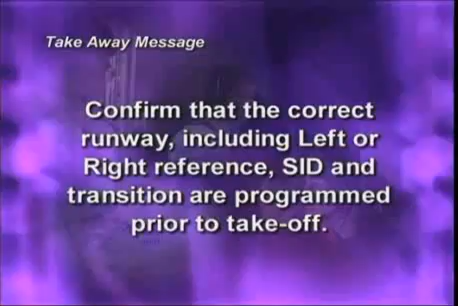 Take Away Message
Confirm that the correct
runway, including Left or
Right reference, SID and
transition are programmed
prior to take-off.